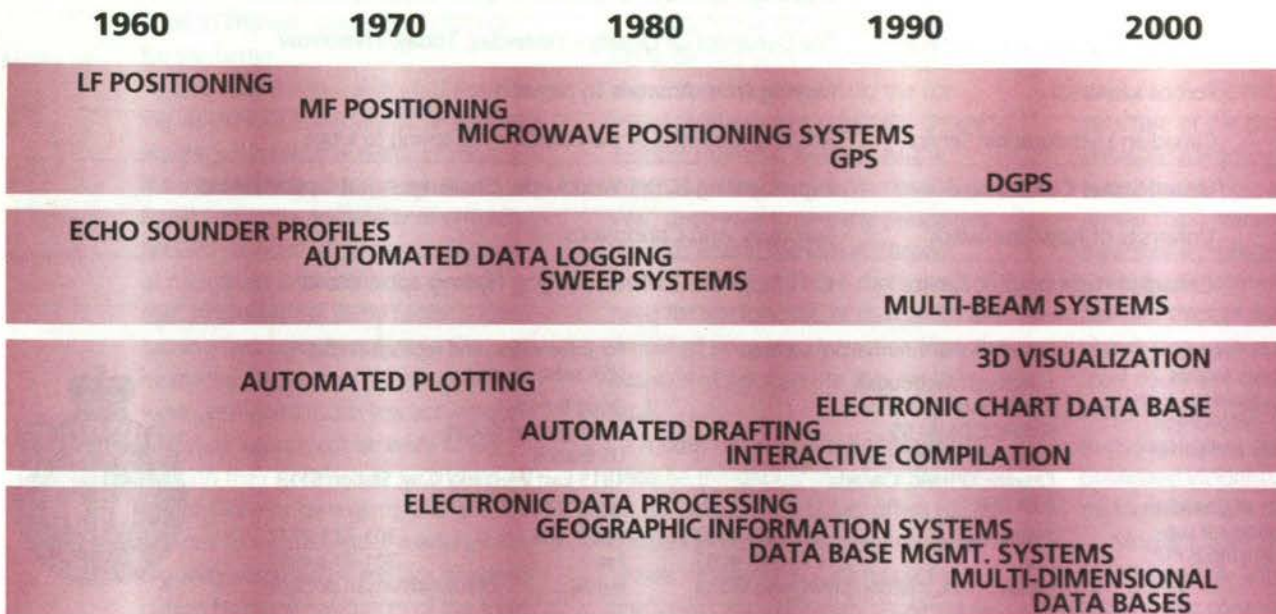 1960 1970 1980 1990 2000
LF POSITIONING
MF POSITIONING
MICROWAVE POSITIONING SYSTEMS
GPS
DGPS
ECHO SOUNDER PROFILES
AUTOMATED DATA LOGGING
SWEEP SYSTEMS
MULTI-BEAM SYSTEMS
3D VISUALIZATION
AUTOMATED PLOTTING
ELECTRONIC CHART DATA BASE
AUTOMATED DRAFTING
INTERACTIVE COMPILATION
ELECTRONIC DATA PROCESSING
GEOGRAPHIC INFORMATION SYSTEMS
DATA BASE MGMT. SYSTEMS
MULTI-DIMENSIONAL
DATA BASES